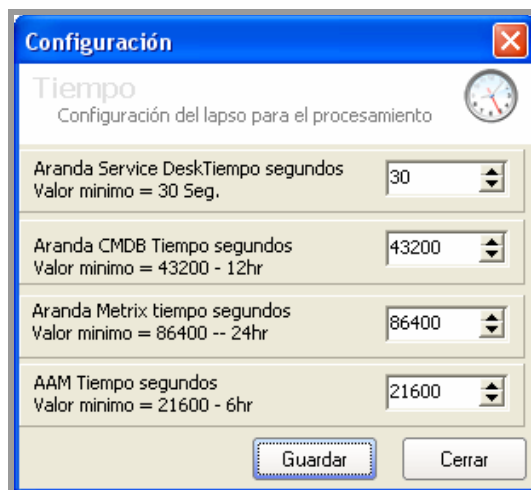 Configuración
Tiempo
Configuración del lapso para el procesamiento
Aranda Service DeskTiempo segundos
Valor minimo = 30 Seg.
30
Aranda CMDB Tiempo segundos
Valor minimo = 43200 - 12hr
43200
Aranda Metrix tiempo segundos
Valor minimo = 86400 -- 24hr
86400
AAM Tiempo segundos
Valor minimo = 21600 - 6hr
21600
Guardar
Cerrar